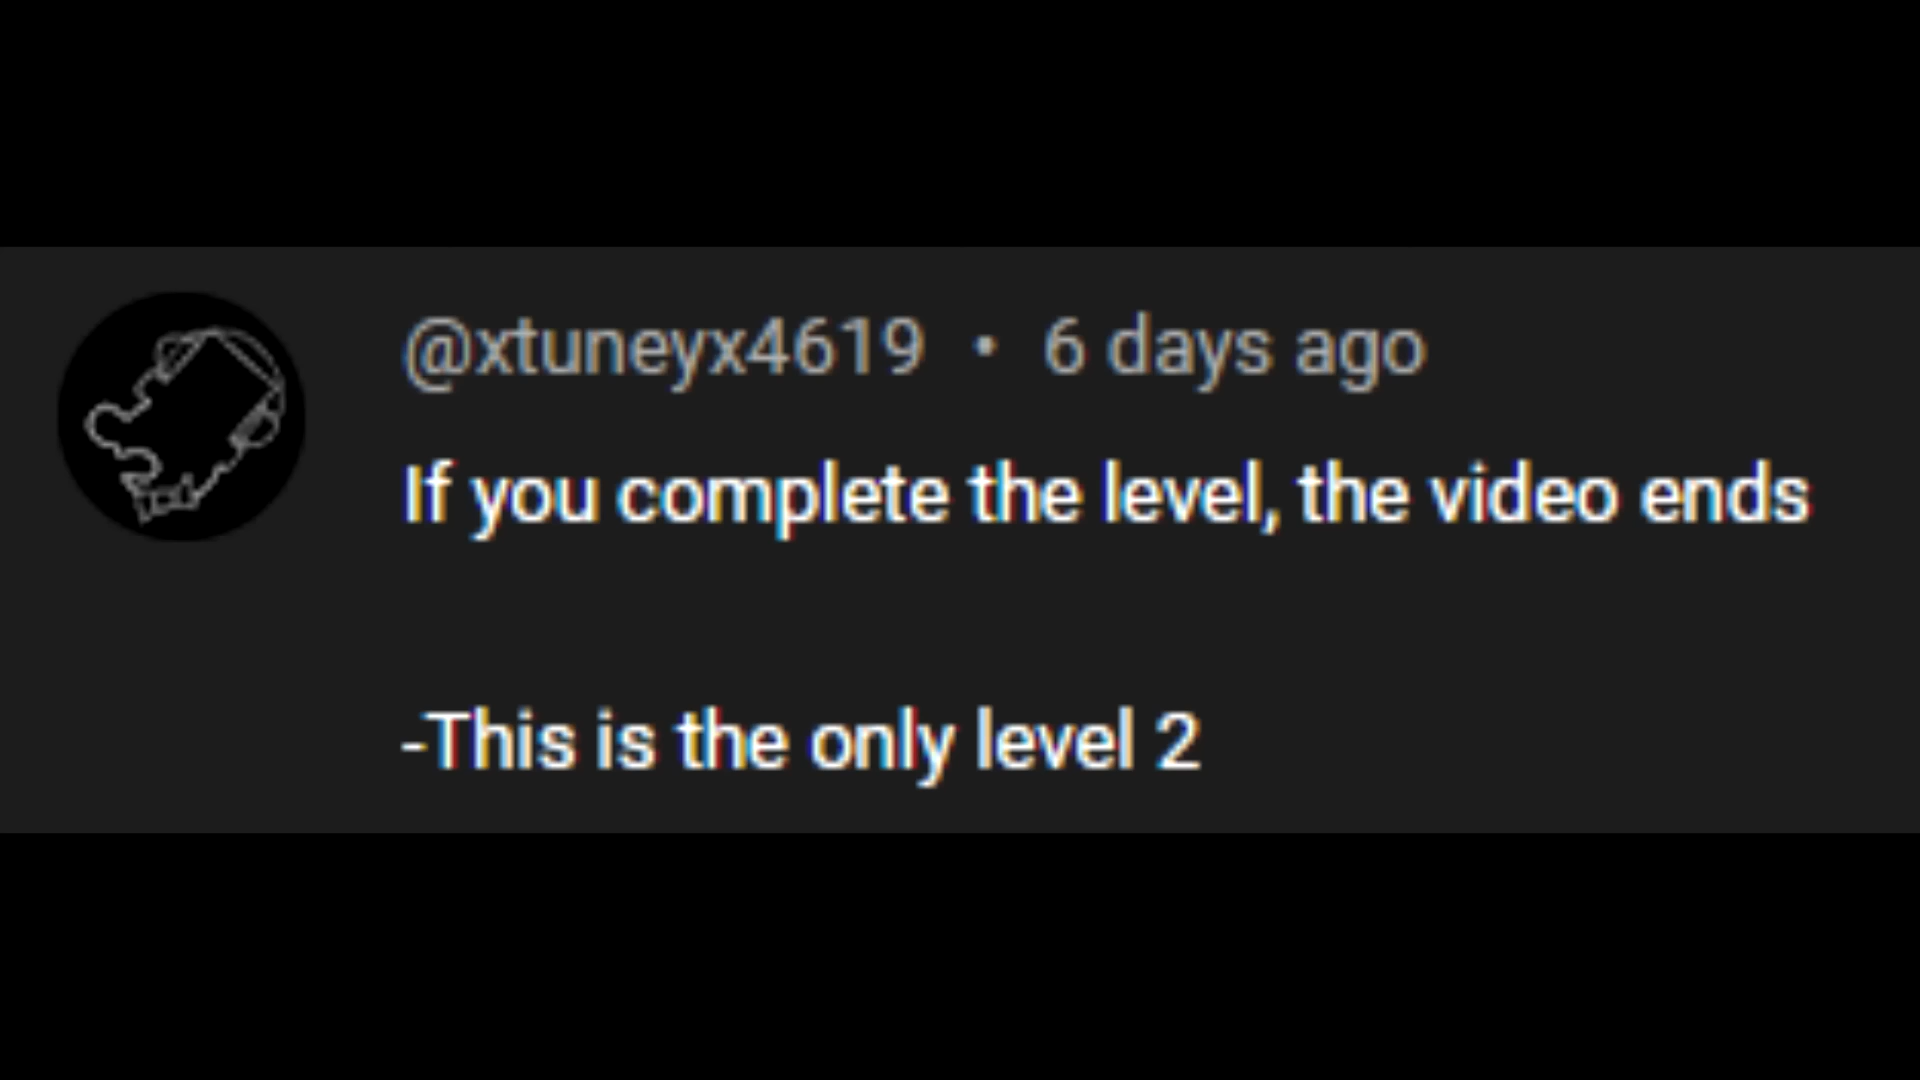 @xtuneyx4619 • 6 days ago
If you complete the level, the video ends
-This is the only level 2